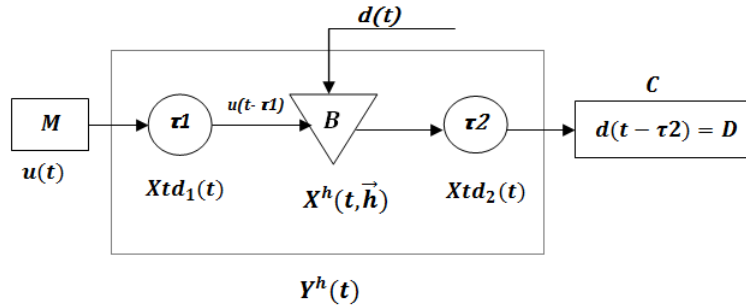 d(t)
C
M
τ1
u(t- τ1)
B
τ2
d(t − τ2) = D
u(t)
Xtd₁(t)
Xʰ(t,h⃗)
Xtd₂(t)
Yʰ(t)